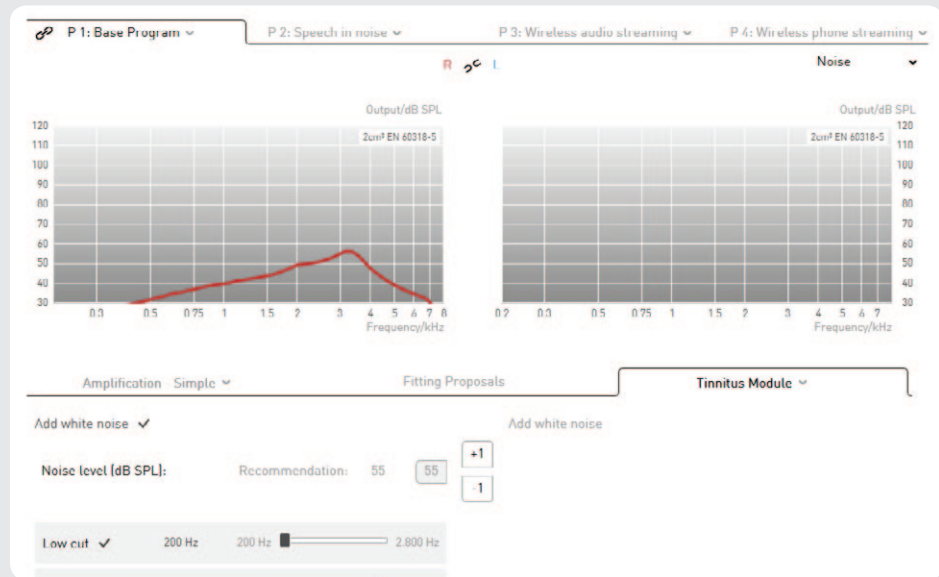 P 1: Base Program
P 2: Speech in noise
P 3: Wireless audio streaming
P 4: Wireless phone streaming
R L
Noise
Output/dB SPL
Output/dB SPL
2cm³ EN 60318-5
120
110
100
90
80
70
60
50
40
30
0.3 0.5 0.75 1 1.5 2 3 4 5 6 7 8
Frequency/kHz
2cm³ EN 60318-5
120
110
100
90
80
70
60
50
40
30
0.2 0.3 0.5 0.75 1 1.5 2 3 4 5 6 7
Frequency/kHz
Amplification Simple
Fitting Proposals
Tinnitus Module
Add white noise
Add white noise
Noise level (dB SPL): Recommendation: 55 55
+1
-1
Low cut 200 Hz 200 Hz 2.800 Hz